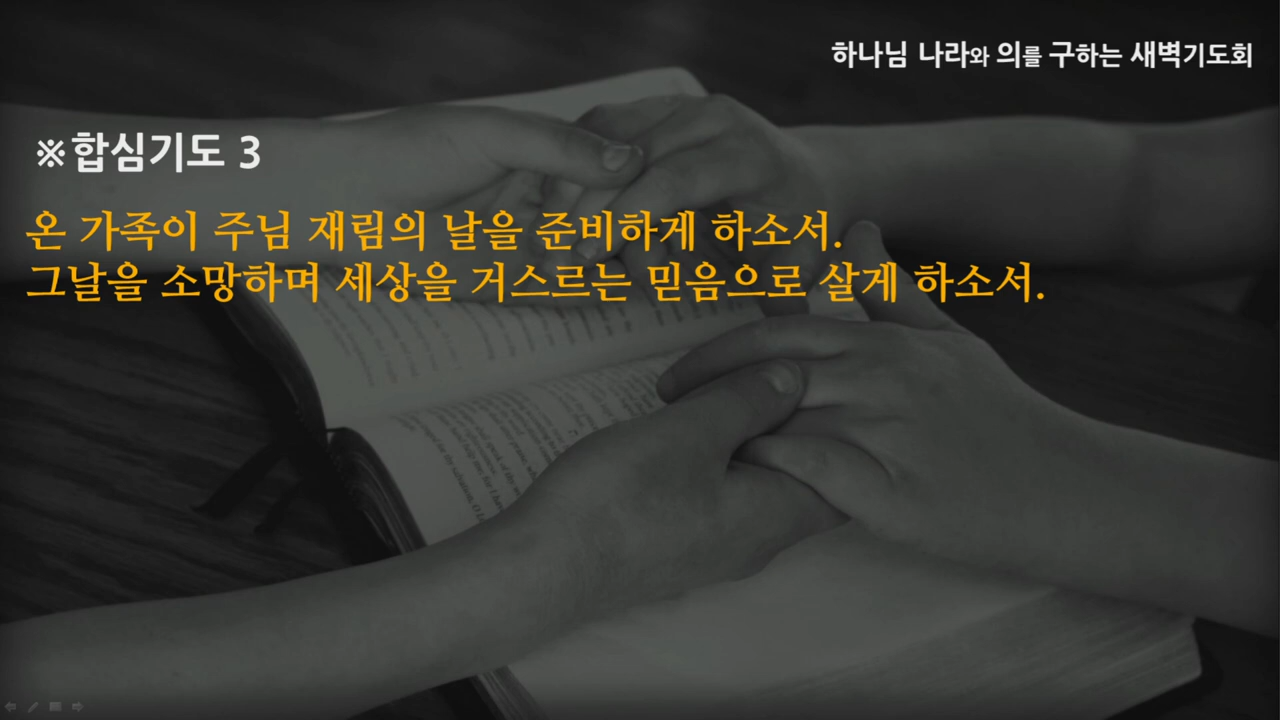 하나님 나라와 의를 구하는 새벽기도회
※합심기도 3
온 가족이 주님 재림의 날을 준비하게 하소서.
그날을 소망하며 세상을 거스르는 믿음으로 살게 하소서.